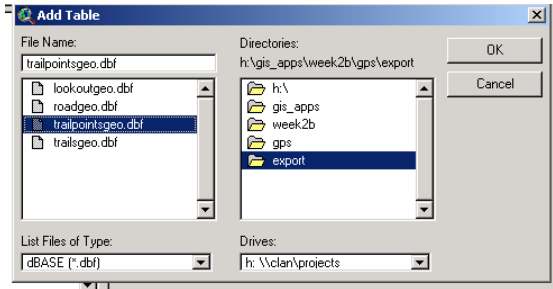 Add Table
File Name:
trailpointsgeo.dbf
lookoutgeo.dbf
roadgeo.dbf
trailpointsgeo.dbf
trailsgeo.dbf
List Files of Type:
dBASE (*.dbf)
Directories:
h:\gis_apps\week2b\gps\export
h:\
gis_apps
week2b
gps
export
Drives:
h: \\clan\projects
OK
Cancel